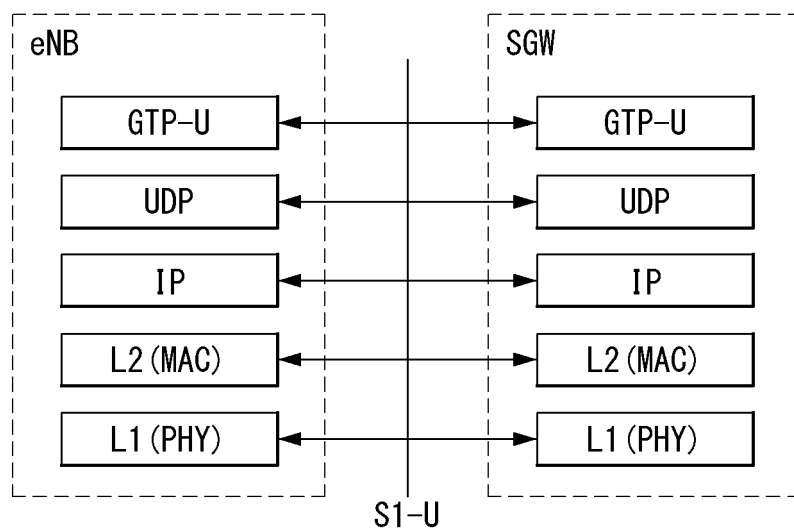 eNB
SGW
GTP-U
GTP-U
UDP
UDP
IP
IP
L2(MAC)
L2(MAC)
L1(PHY)
L1(PHY)
S1-U